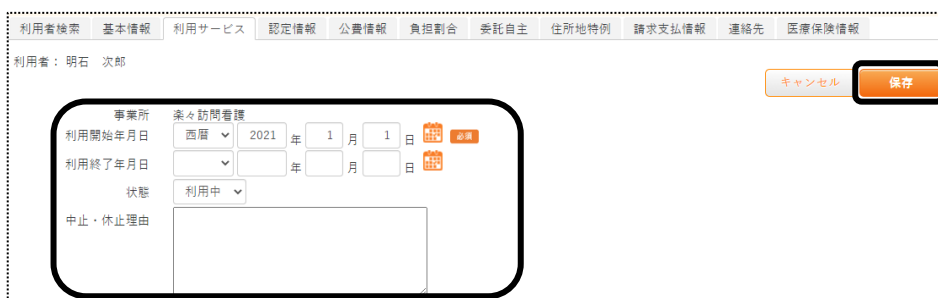 利用者検索 基本情報 利用サービス 認定情報 公費情報 負担割合 委託自主 住所地特例 請求支払情報 連絡先 医療保険情報
利用者： 明石 次郎
キャンセル 保存
事業所 楽々訪問看護
利用開始年月日 西暦 2021 年 1 月 1 日 必須
利用終了年月日 年 月 日
状態 利用中
中止・休止理由